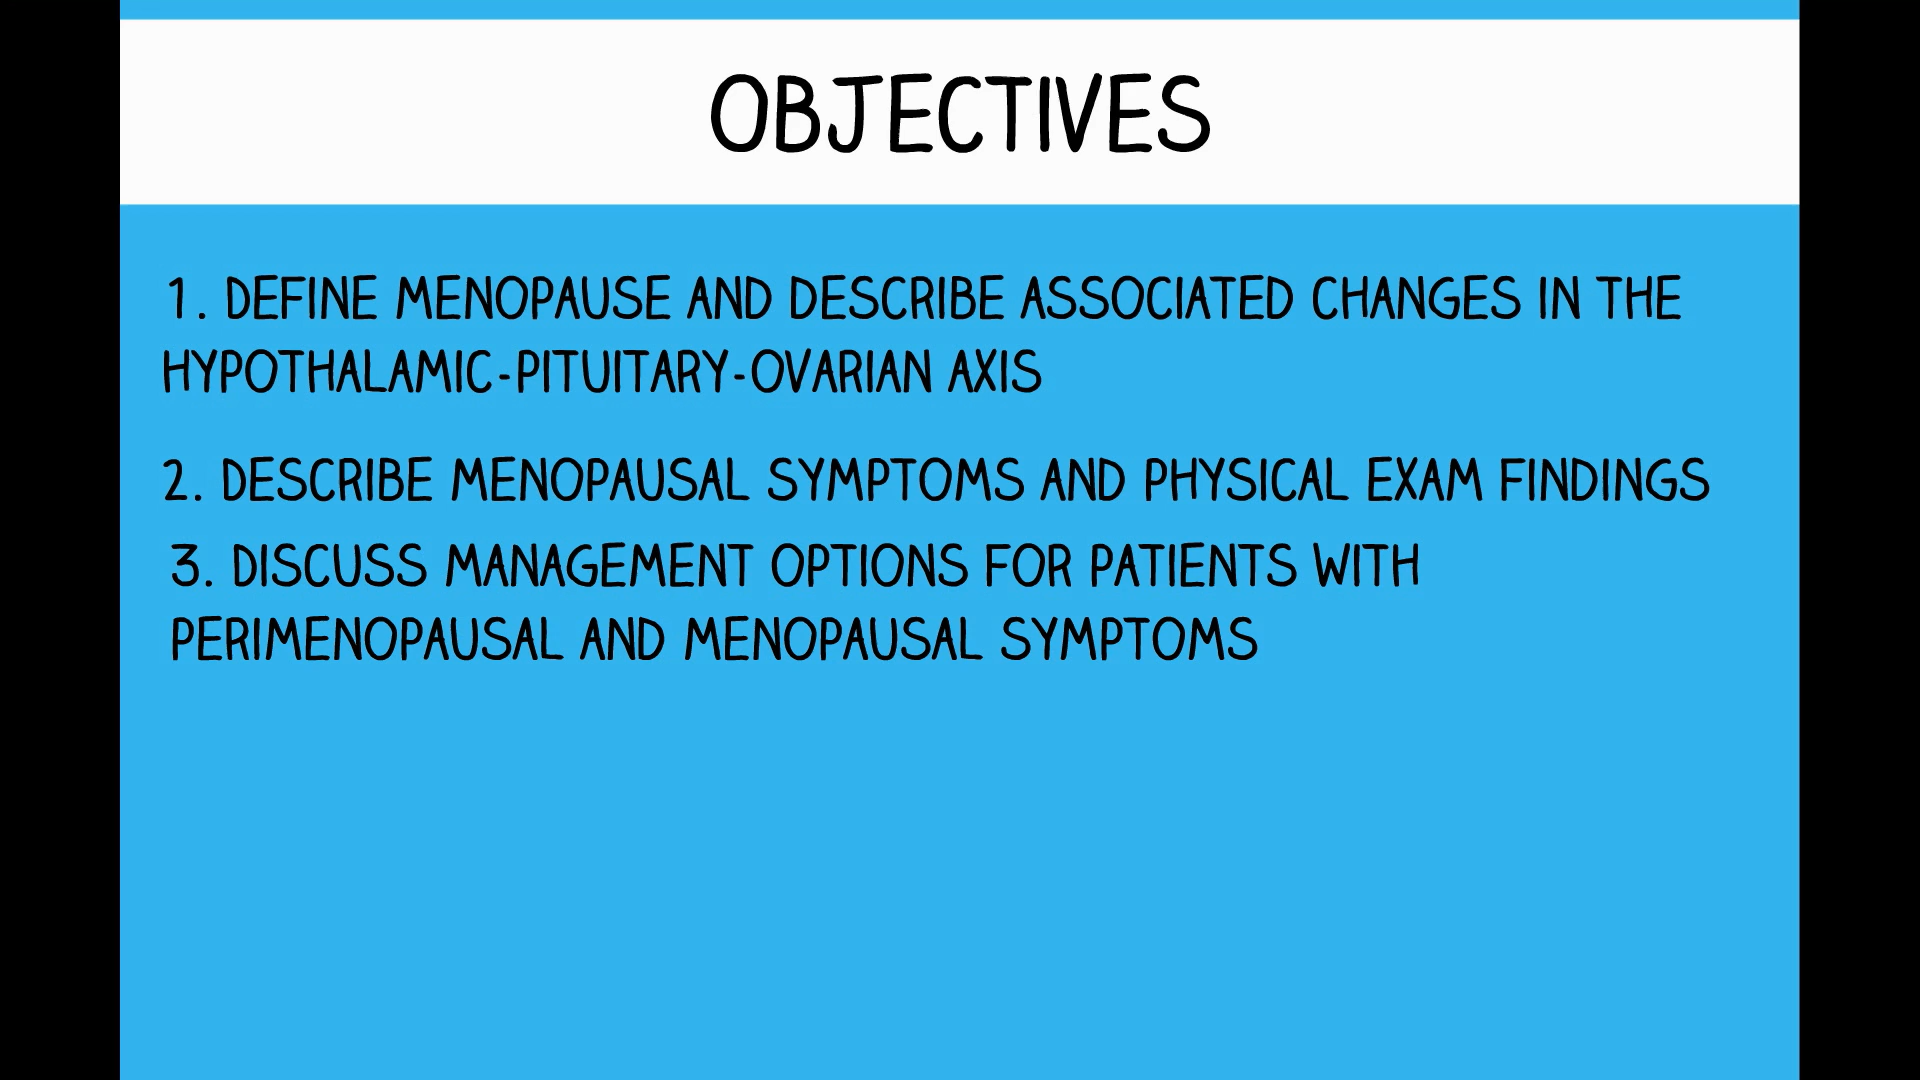 OBJECTIVES
1. DEFINE MENOPAUSE AND DESCRIBE ASSOCIATED CHANGES IN THE
HYPOTHALAMIC-PITUITARY-OVARIAN AXIS
2. DESCRIBE MENOPAUSAL SYMPTOMS AND PHYSICAL EXAM FINDINGS
3. DISCUSS MANAGEMENT OPTIONS FOR PATIENTS WITH
PERIMENOPAUSAL AND MENOPAUSAL SYMPTOMS